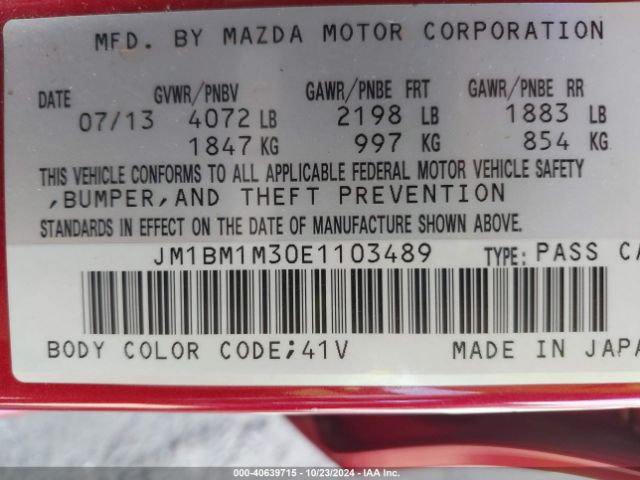 MFD. BY MAZDA MOTOR CORPORATION
DATE GVWR/PNBV GAWR/PNBE FRT GAWR/PNBE RR
07/13 4072 LB 2198 LB 1883 LB
1847 KG 997 KG 854 KG
THIS VEHICLE CONFORMS TO ALL APPLICABLE FEDERAL MOTOR VEHICLE SAFETY
,BUMPER,AND THEFT PREVENTION
STANDARDS IN EFFECT ON THE DATE OF MANUFACTURE SHOWN ABOVE.
JM1BM1M30E1103489 TYPE: PASS CA
BODY COLOR CODE;41V MADE IN JAPA
000-40639715 - 10/23/2024 - IAA Inc.